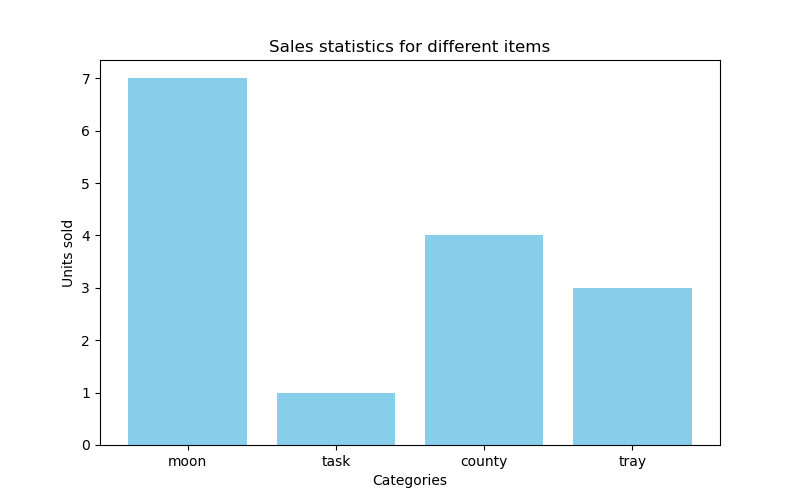 Sales statistics for different items
Units sold
7
6
5
4
3
2
1
0
moon task county tray
Categories